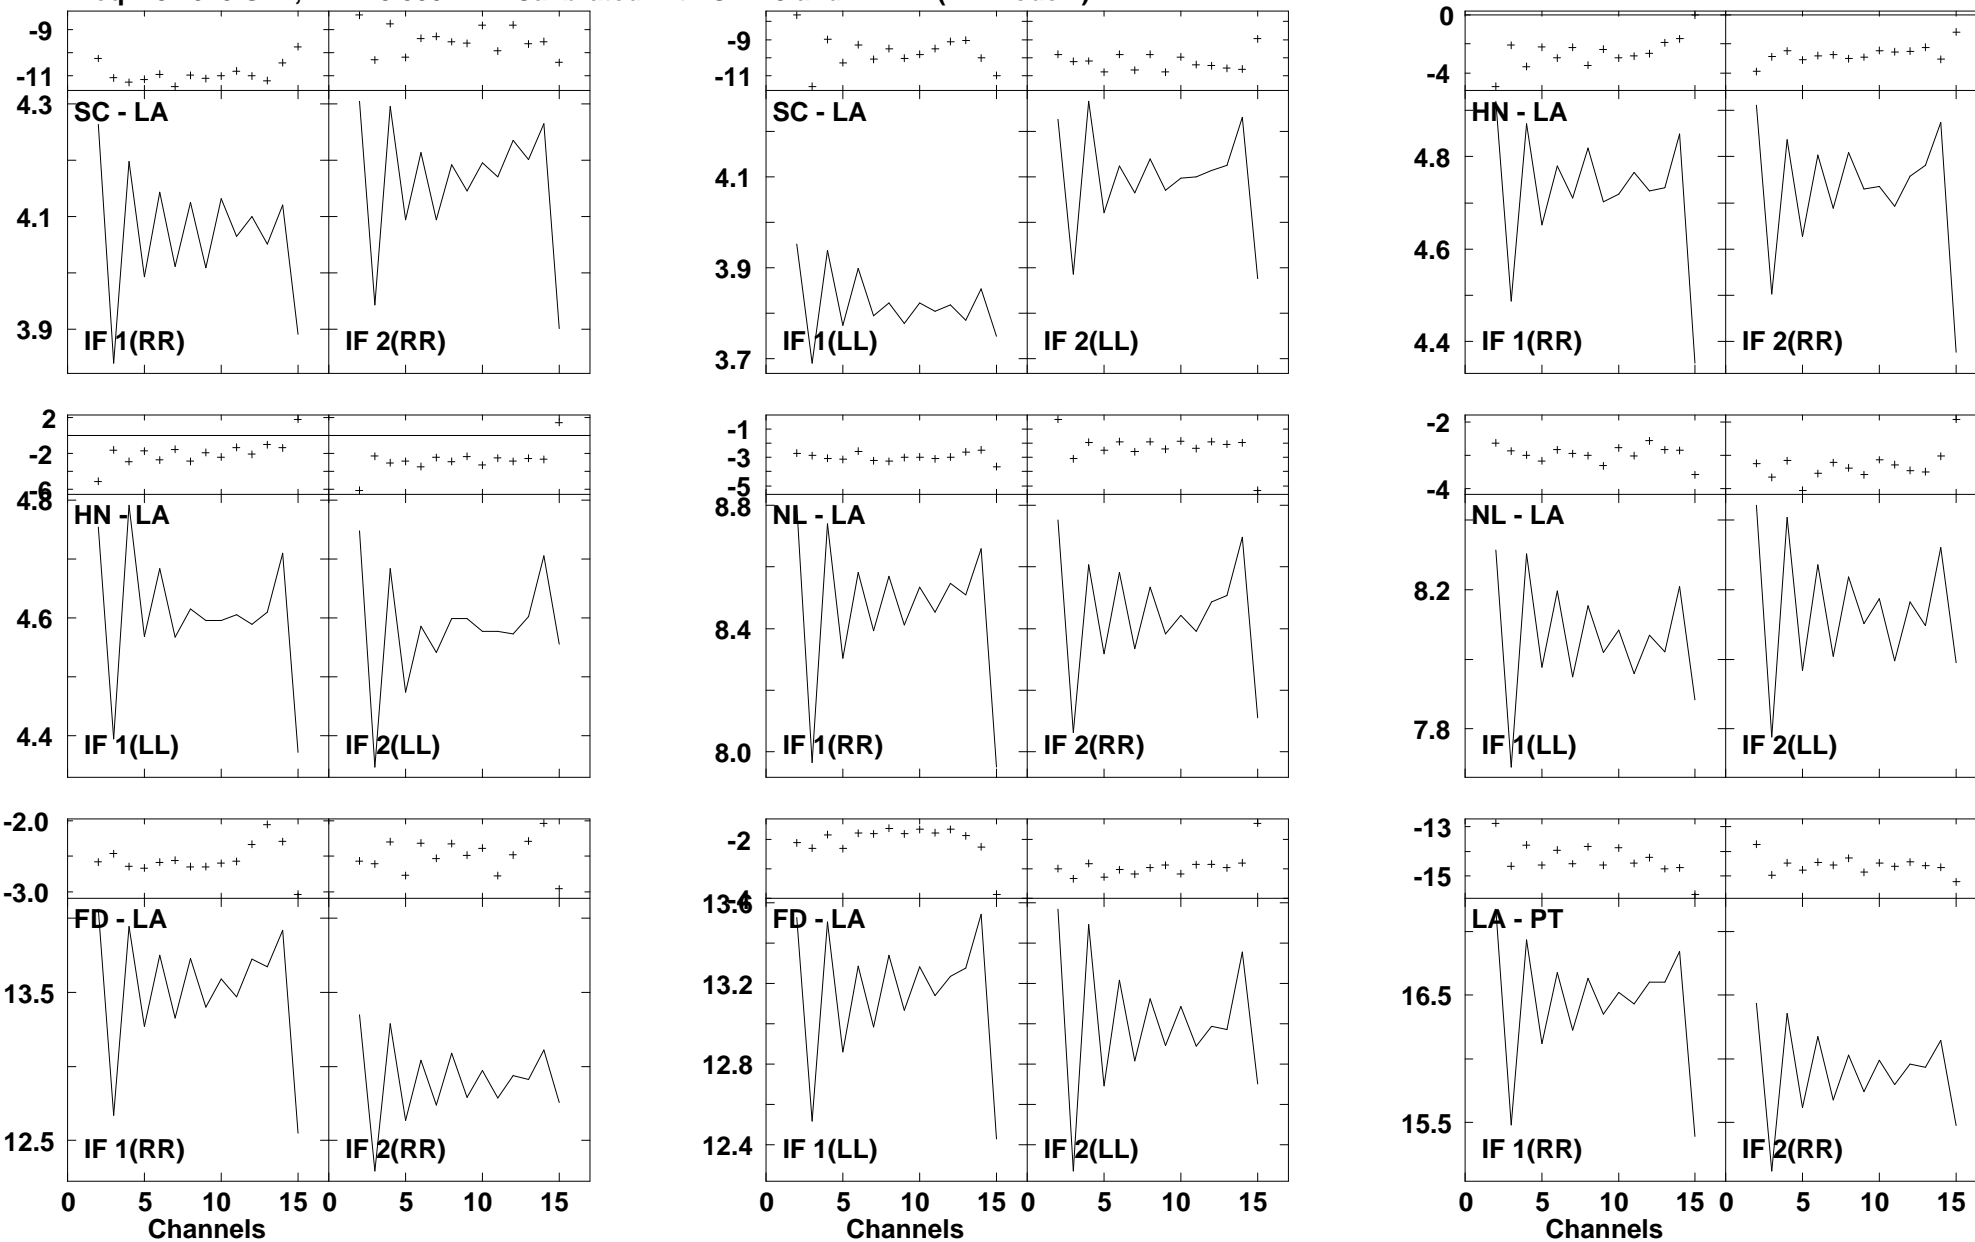 -9
-11
4.3
4.1
3.9
SC - LA
IF 1(RR)
IF 2(RR)
-9
-11
4.1
3.9
3.7
SC - LA
IF 1(LL)
IF 2(LL)
0
-4
4.8
4.6
4.4
HN - LA
IF 1(RR)
IF 2(RR)
2
-2
-6
4.8
4.6
4.4
HN - LA
IF 1(LL)
IF 2(LL)
-1
-3
-5
8.8
8.4
8.0
NL - LA
IF 1(RR)
IF 2(RR)
-2
-4
8.2
7.8
NL - LA
IF 1(LL)
IF 2(LL)
-2.0
-3.0
13.5
12.5
FD - LA
IF 1(RR)
IF 2(RR)
0 5 10 15 0 5 10 15
Channels
-2
-4
13.6
13.2
12.8
12.4
FD - LA
IF 1(LL)
IF 2(LL)
0 5 10 15 0 5 10 15
Channels
-13
-15
16.5
15.5
LA - PT
IF 1(RR)
IF 2(RR)
0 5 10 15 0 5 10 15
Channels